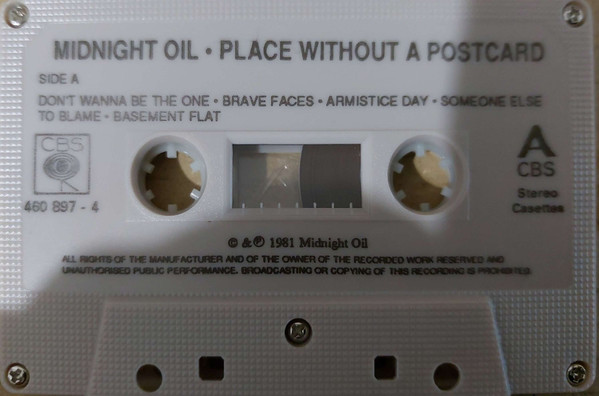 MIDNIGHT OIL • PLACE WITHOUT A POSTCARD
SIDE A
DON'T WANNA BE THE ONE • BRAVE FACES • ARMISTICE DAY • SOMEONE ELSE
TO BLAME • BASEMENT FLAT
CBS
460 897 - 4
A
CBS
Stereo
Cassette
© & ℗ 1981 Midnight Oil
ALL RIGHTS OF THE MANUFACTURER AND OF THE OWNER OF THE RECORDED WORK RESERVED AND
UNAUTHORISED PUBLIC PERFORMANCE. BROADCASTING OR COPYING OF THIS RECORDING IS PROHIBITED.